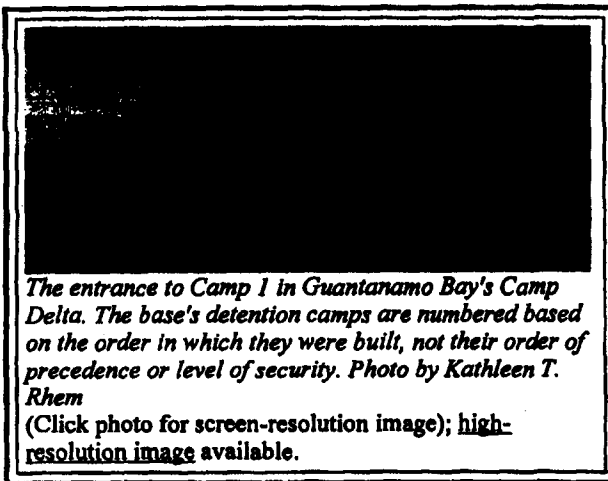 The entrance to Camp 1 in Guantanamo Bay's Camp
Delta. The base's detention camps are numbered based
on the order in which they were built, not their order of
precedence or level of security. Photo by Kathleen T.
Rhem
(Click photo for screen-resolution image); high-
resolution image available.